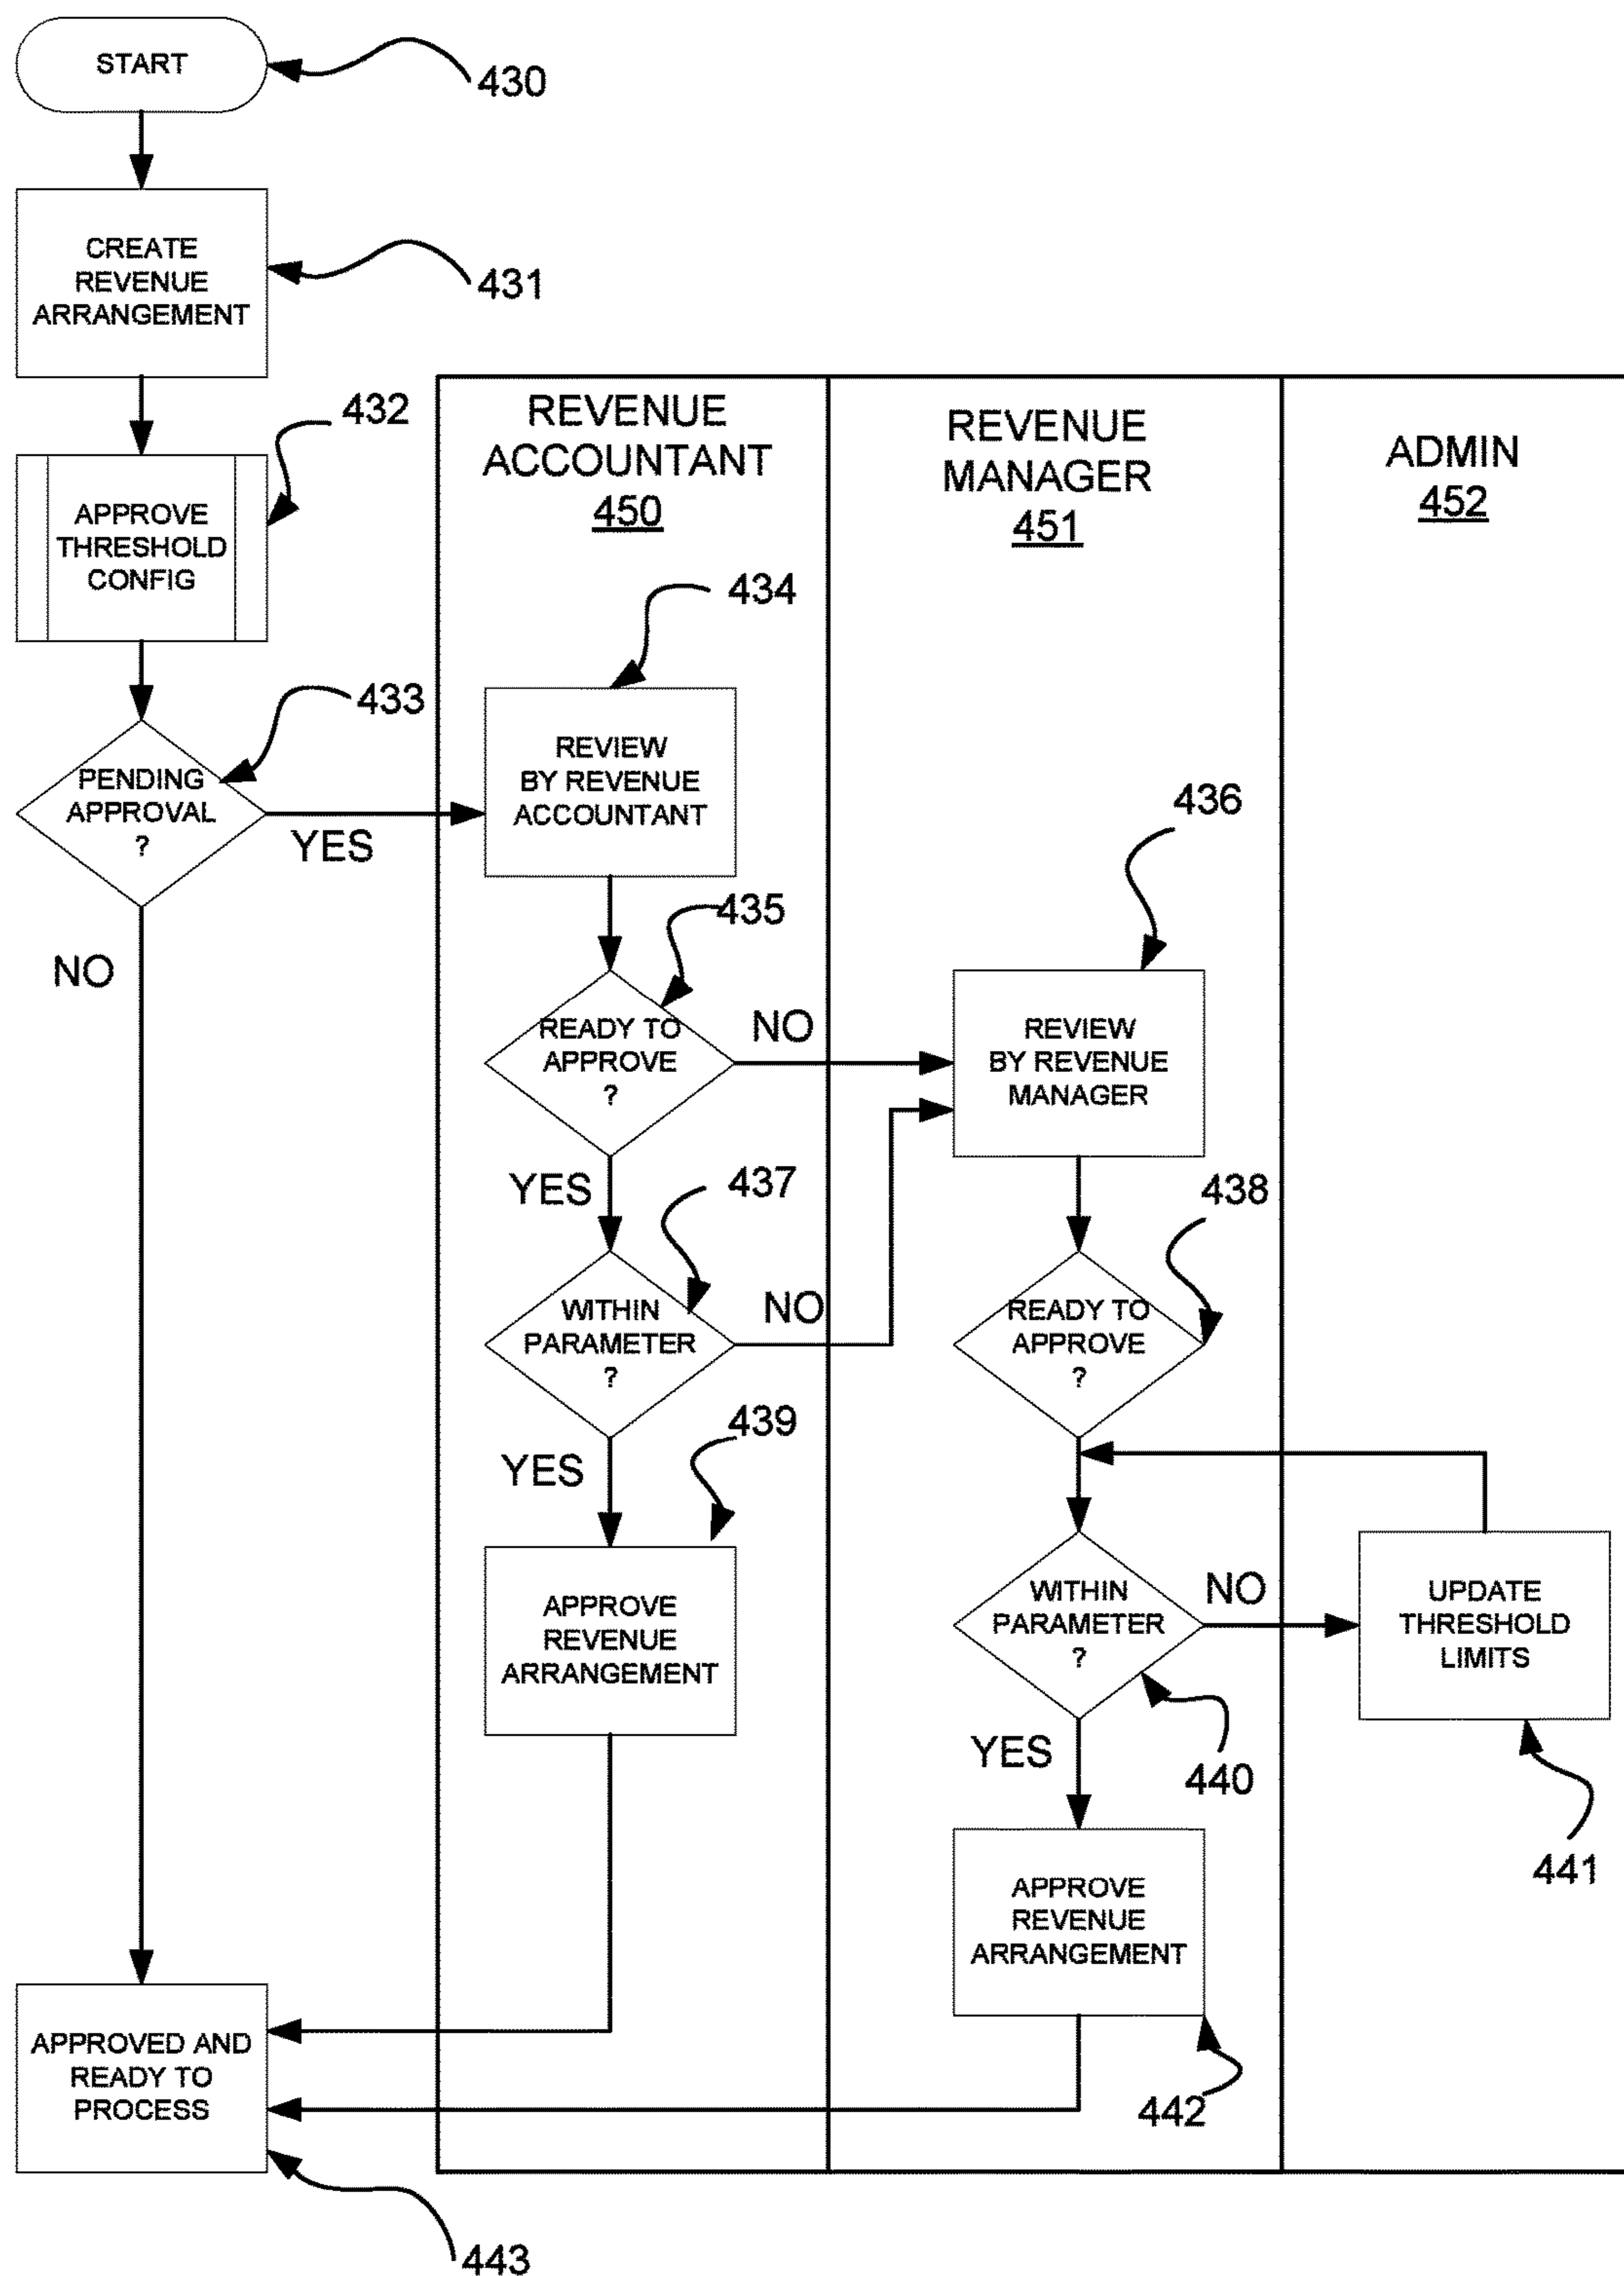 START
430
CREATE
REVENUE
ARRANGEMENT
431
APPROVE
THRESHOLD
CONFIG
432
PENDING
APPROVAL
?
433
YES
NO
REVENUE
ACCOUNTANT
450
REVENUE
MANAGER
451
ADMIN
452
434
REVIEW
BY REVENUE
ACCOUNTANT
435
READY TO
APPROVE
?
NO
YES
436
REVIEW
BY REVENUE
MANAGER
437
WITHIN
PARAMETER
?
NO
YES
438
READY TO
APPROVE
?
439
APPROVE
REVENUE
ARRANGEMENT
WITHIN
PARAMETER
?
NO
YES
440
UPDATE
THRESHOLD
LIMITS
441
APPROVE
REVENUE
ARRANGEMENT
442
APPROVED AND
READY TO
PROCESS
443